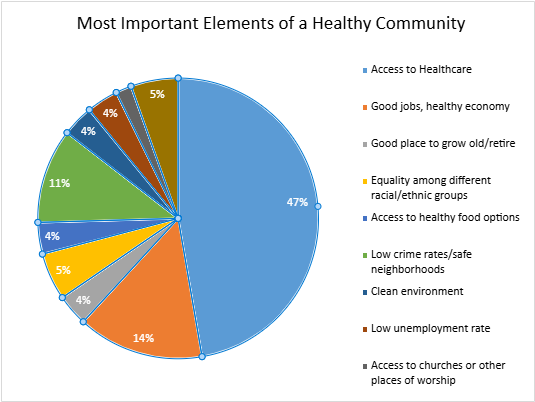 Most Important Elements of a Healthy Community
Access to Healthcare
Good jobs, healthy economy
Good place to grow old/retire
Equality among different
racial/ethnic groups
Access to healthy food options
Low crime rates/safe
neighborhoods
Clean environment
Low unemployment rate
Access to churches or other
places of worship
47%
14%
4%
5%
4%
11%
4%
4%
5%